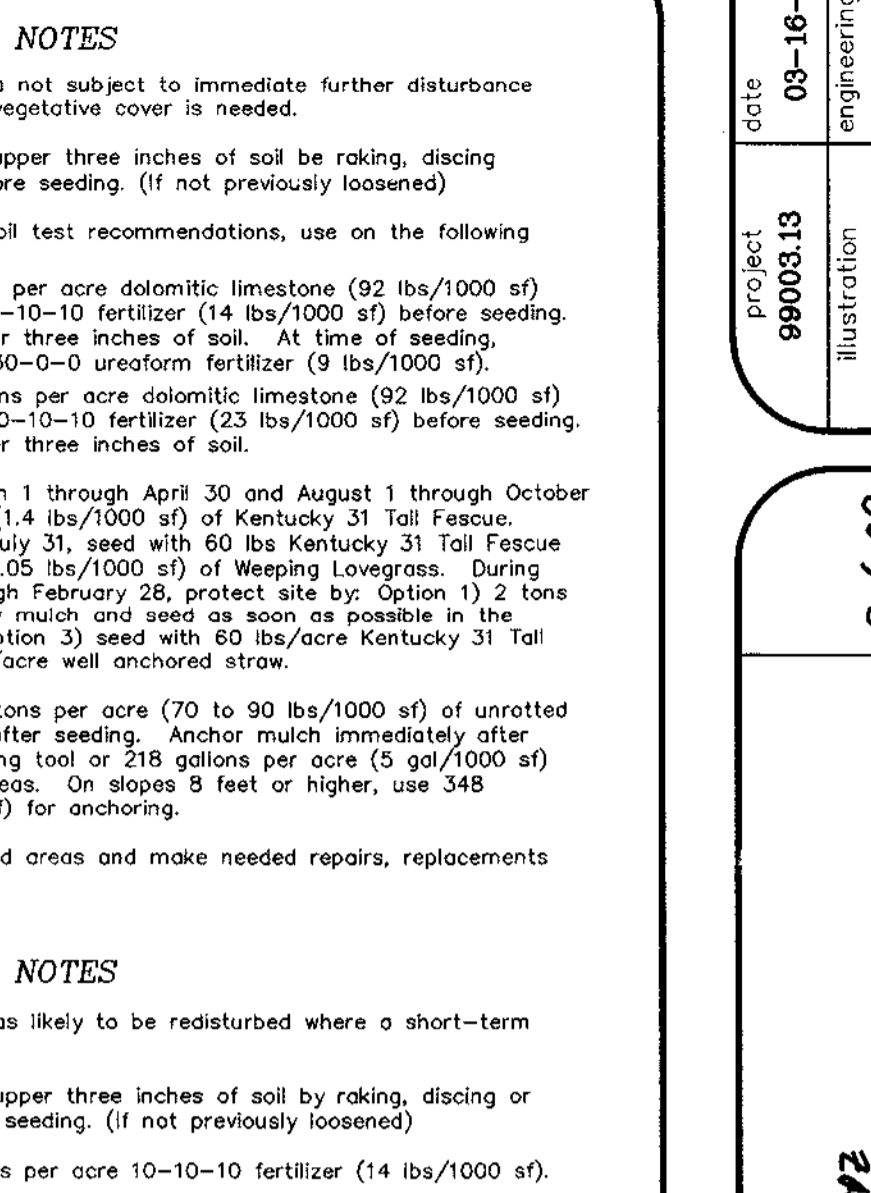 NOTES
not subject to immediate further disturbance
vegetative cover is needed.
upper three inches of soil be raking, discing
seeding. (If not previously loosened)
test recommendations, use on the following
per acre dolomitic limestone (92 lbs/1000 sf)
-10-10 fertilizer (14 lbs/1000 sf) before seeding.
three inches of soil. At time of seeding,
30-0-0 ureaform fertilizer (9 lbs/1000 sf).
per acre dolomitic limestone (92 lbs/1000 sf)
0-10-10 fertilizer (23 lbs/1000 sf) before seeding.
three inches of soil.
1 through April 30 and August 1 through October
(1.4 lbs/1000 sf) of Kentucky 31 Tall Fescue.
31, seed with 60 lbs Kentucky 31 Tall Fescue
.05 lbs/1000 sf) of Weeping Lovegrass. During
February 28, protect site by: Option 1) 2 tons
mulch and seed as soon as possible in the
3) seed with 60 lbs/acre Kentucky 31 Tall
/acre well anchored straw.
tons per acre (70 to 90 lbs/1000 sf) of unrotted
after seeding. Anchor mulch immediately after
tool or 218 gallons per acre (5 gal/1000 sf)
On slopes 8 feet or higher, use 348
for anchoring.
areas and make needed repairs, replacements
NOTES
likely to be redisturbed where a short-term
upper three inches of soil by raking, discing or
seeding. (If not previously loosened)
per acre 10-10-10 fertilizer (14 lbs/1000 sf).
date
03-16-
engineering
project
99003.13
illustration